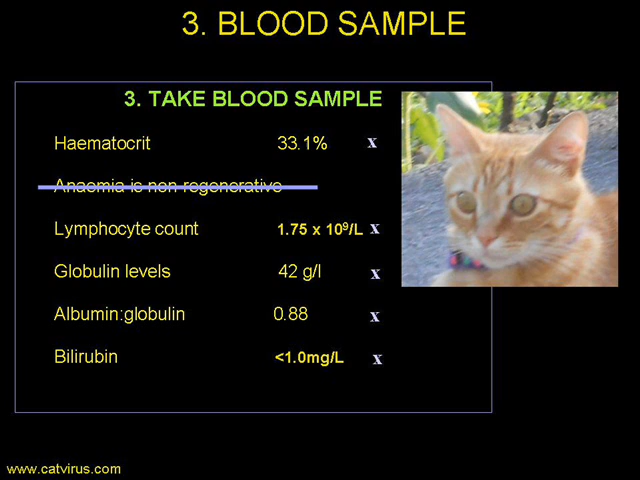 3. BLOOD SAMPLE
3. TAKE BLOOD SAMPLE
Haematocrit 33.1% x
Anaemia is non-regenerative
Lymphocyte count 1.75 x 10⁹/L x
Globulin levels 42 g/l x
Albumin:globulin 0.88 x
Bilirubin <1.0mg/L x
www.catvirus.com